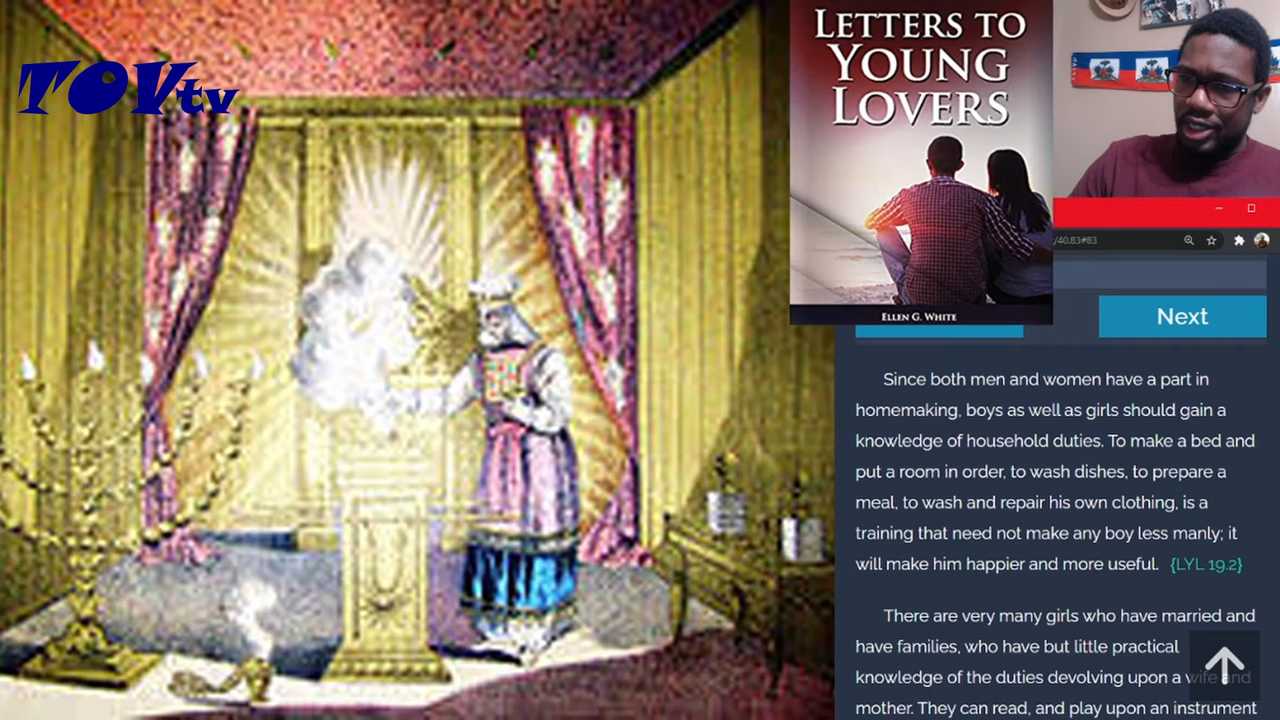 TOVtv
LETTERS TO
YOUNG
LOVERS
ELLEN G. WHITE
/40.83#83
Next
Since both men and women have a part in
homemaking, boys as well as girls should gain a
knowledge of household duties. To make a bed and
put a room in order, to wash dishes, to prepare a
meal, to wash and repair his own clothing, is a
training that need not make any boy less manly; it
will make him happier and more useful. {LYL 19.2}
There are very many girls who have married and
have families, who have but little practical
knowledge of the duties devolving upon a wife and
mother. They can read, and play upon an instrument